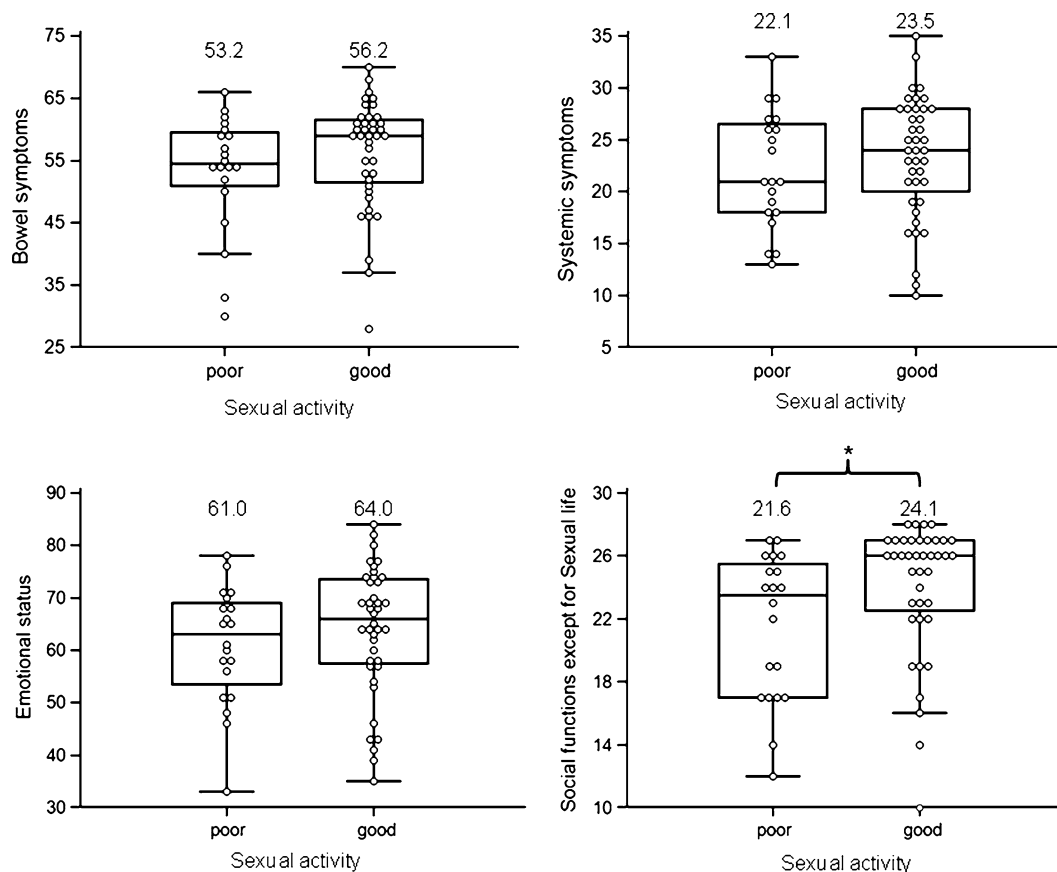 Bowel symptoms
75
65
55
45
35
25
53.2
56.2
poor
good
Sexual activity
Systemic symptoms
35
30
25
20
15
10
5
22.1
23.5
poor
good
Sexual activity
Emotional status
90
80
70
60
50
40
30
61.0
64.0
poor
good
Sexual activity
Social functions except for Sexual life
30
26
22
18
14
10
*
21.6
24.1
poor
good
Sexual activity